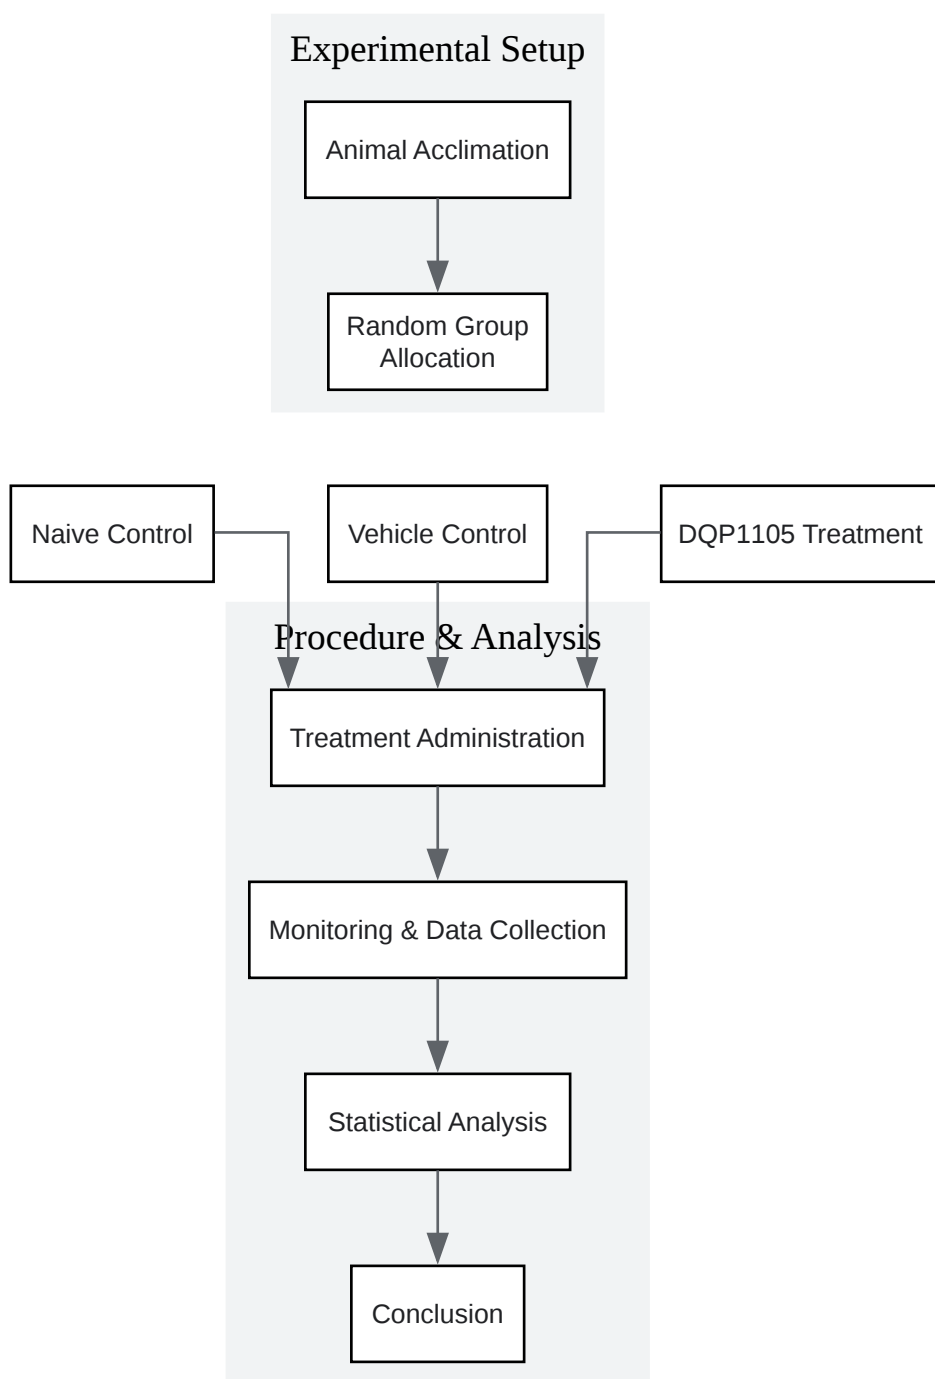 Experimental Setup
Animal Acclimation
Random Group
Allocation
Naive Control
Vehicle Control
DQP1105 Treatment
Procedure & Analysis
Treatment Administration
Monitoring & Data Collection
Statistical Analysis
Conclusion